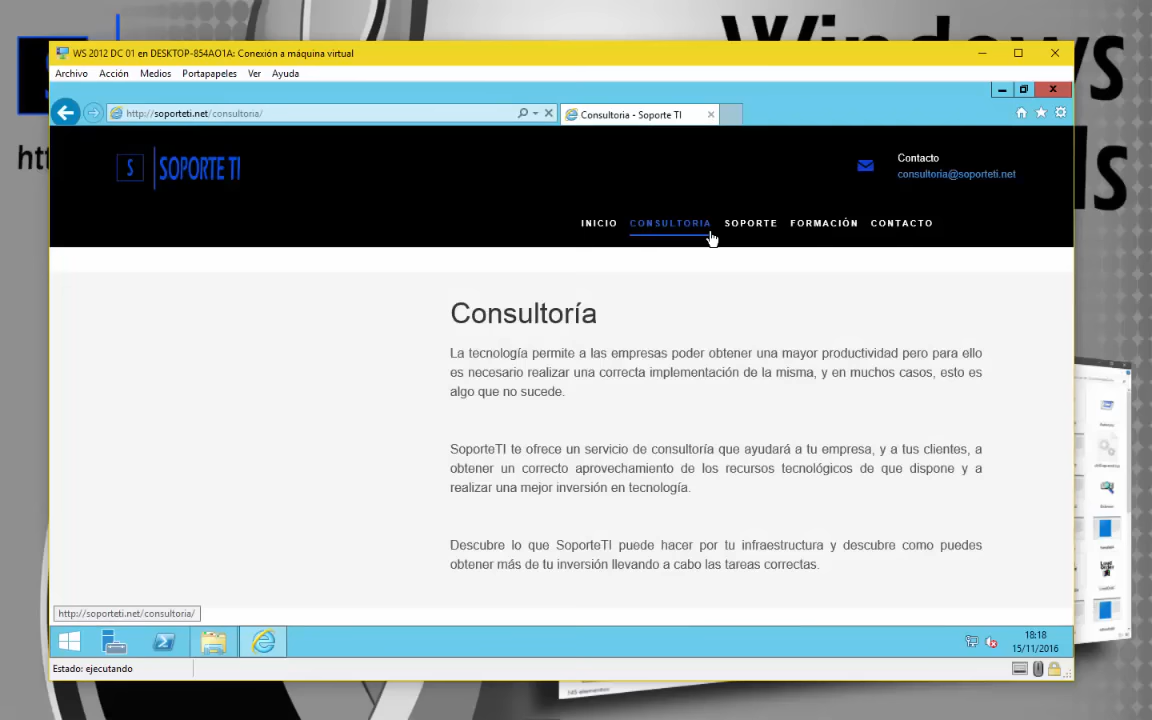 Windows
WS 2012 DC 01 en DESKTOP-854AO1A: Conexión a máquina virtual
Archivo Acción Medios Portapapeles Ver Ayuda
http://soporteti.net/consultoria/
Consultoria - Soporte TI
S SOPORTE TI
Contacto
consultoria@soporteti.net
INICIO CONSULTORIA SOPORTE FORMACIÓN CONTACTO
Consultoría
La tecnología permite a las empresas poder obtener una mayor productividad pero para ello
es necesario realizar una correcta implementación de la misma, y en muchos casos, esto es
algo que no sucede.
SoporteTI te ofrece un servicio de consultoría que ayudará a tu empresa, y a tus clientes, a
obtener un correcto aprovechamiento de los recursos tecnológicos de que dispone y a
realizar una mejor inversión en tecnología.
Descubre lo que SoporteTI puede hacer por tu infraestructura y descubre como puedes
obtener más de tu inversión llevando a cabo las tareas correctas.
http://soporteti.net/consultoria/
18:18
15/11/2016
Estado: ejecutando